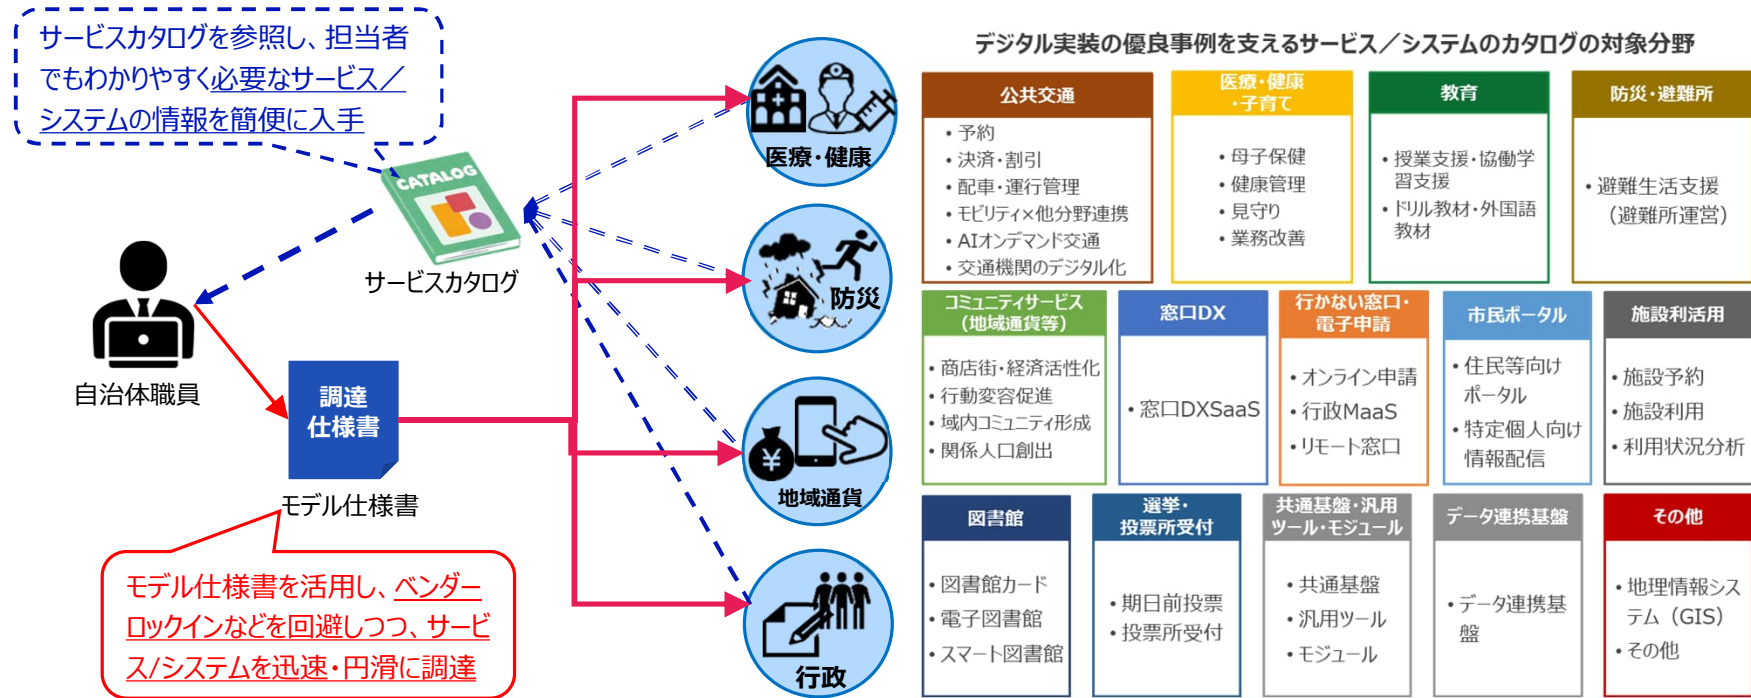 サービスカタログを参照し、担当者
でもわかりやすく必要なサービス／
システムの情報を簡便に入手
CATALOG
サービスカタログ
自治体職員
調達
仕様書
モデル仕様書
モデル仕様書を活用し、ベンダー
ロックインなどを回避しつつ、サービ
ス/システムを迅速・円滑に調達
医療・健康
防災
¥
地域通貨
行政
デジタル実装の優良事例を支えるサービス／システムのカタログの対象分野
公共交通
・予約
・決済・割引
・配車・運行管理
・モビリティ×他分野連携
・AIオンデマンド交通
・交通機関のデジタル化
医療・健康
・子育て
・母子保健
・健康管理
・見守り
・業務改善
教育
・授業支援・協働学
習支援
・ドリル教材・外国語
教材
防災・避難所
・避難生活支援
（避難所運営）
コミュニティサービス
（地域通貨等）
・商店街・経済活性化
・行動変容促進
・域内コミュニティ形成
・関係人口創出
窓口DX
・窓口DXSaaS
行かない窓口・
電子申請
・オンライン申請
・行政MaaS
・リモート窓口
市民ポータル
・住民等向け
ポータル
・特定個人向け
情報配信
施設利活用
・施設予約
・施設利用
・利用状況分析
図書館
・図書館カード
・電子図書館
・スマート図書館
選挙・
投票所受付
・期日前投票
・投票所受付
共通基盤・汎用
ツール・モジュール
・共通基盤
・汎用ツール
・モジュール
データ連携基盤
・データ連携基
盤
その他
・地理情報シス
テム（GIS）
・その他